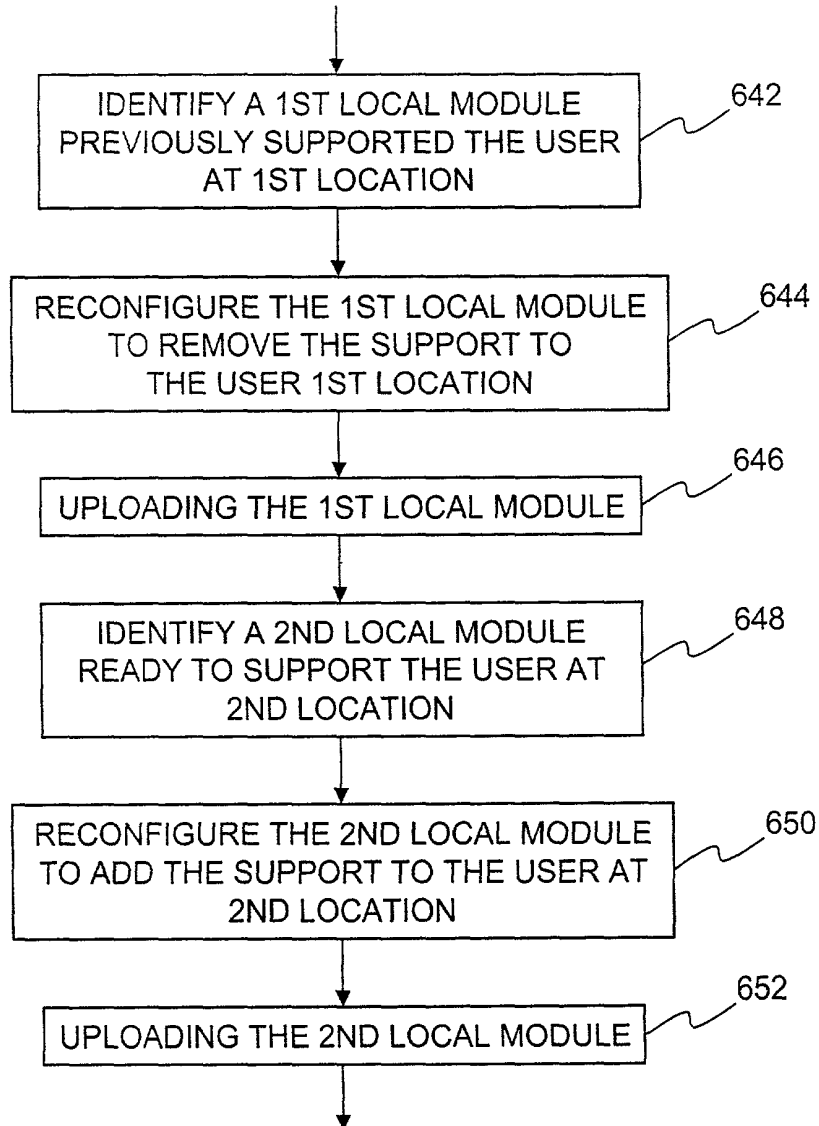 IDENTIFY A 1ST LOCAL MODULE
PREVIOUSLY SUPPORTED THE USER
AT 1ST LOCATION
642
RECONFIGURE THE 1ST LOCAL MODULE
TO REMOVE THE SUPPORT TO
THE USER 1ST LOCATION
644
UPLOADING THE 1ST LOCAL MODULE
646
IDENTIFY A 2ND LOCAL MODULE
READY TO SUPPORT THE USER AT
2ND LOCATION
648
RECONFIGURE THE 2ND LOCAL MODULE
TO ADD THE SUPPORT TO THE USER AT
2ND LOCATION
650
UPLOADING THE 2ND LOCAL MODULE
652